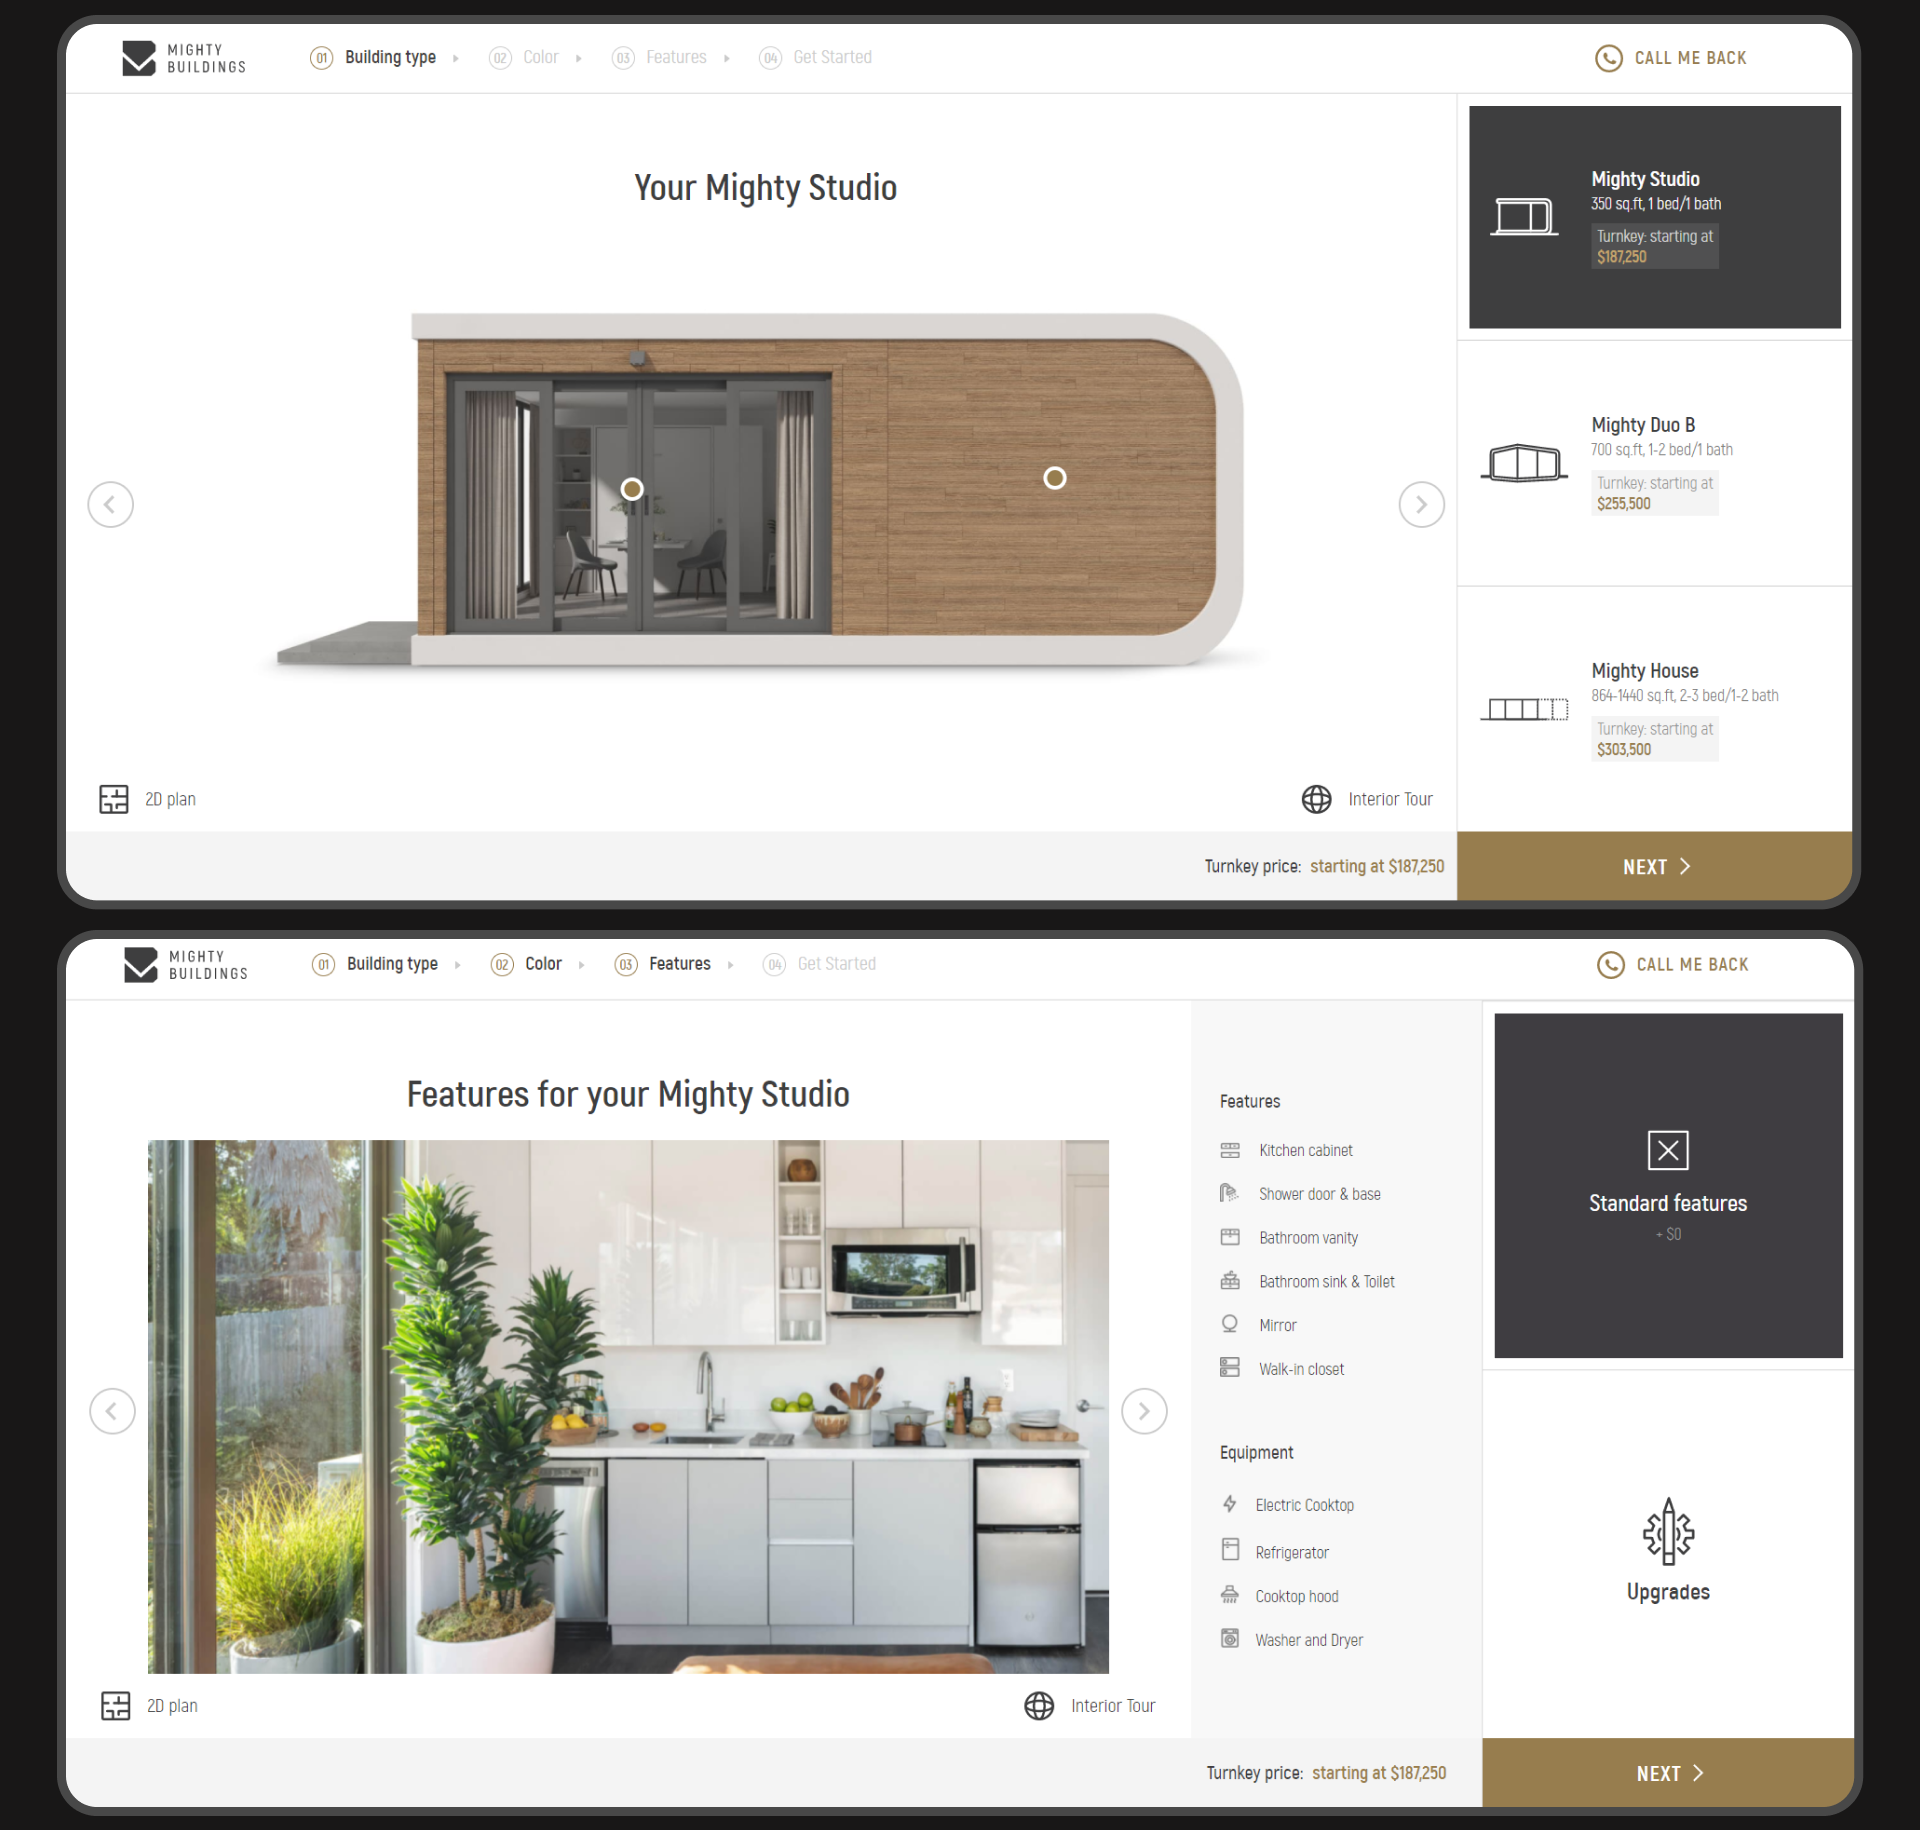 MIGHTY
BUILDINGS
01 Building type
02 Color
03 Features
04 Get Started
CALL ME BACK
Your Mighty Studio
2D plan
Interior Tour
Mighty Studio
350 sq.ft, 1 bed/1 bath
Turnkey: starting at
$187,250
Mighty Duo B
700 sq.ft, 1-2 bed/1 bath
Turnkey: starting at
$255,500
Mighty House
864-1440 sq.ft, 2-3 bed/1-2 bath
Turnkey: starting at
$303,500
Turnkey price: starting at $187,250
NEXT
MIGHTY
BUILDINGS
01 Building type
02 Color
03 Features
04 Get Started
CALL ME BACK
Features for your Mighty Studio
2D plan
Interior Tour
Features
Kitchen cabinet
Shower door & base
Bathroom vanity
Bathroom sink & Toilet
Mirror
Walk-in closet
Equipment
Electric Cooktop
Refrigerator
Cooktop hood
Washer and Dryer
Standard features
+ $0
Upgrades
Turnkey price: starting at $187,250
NEXT